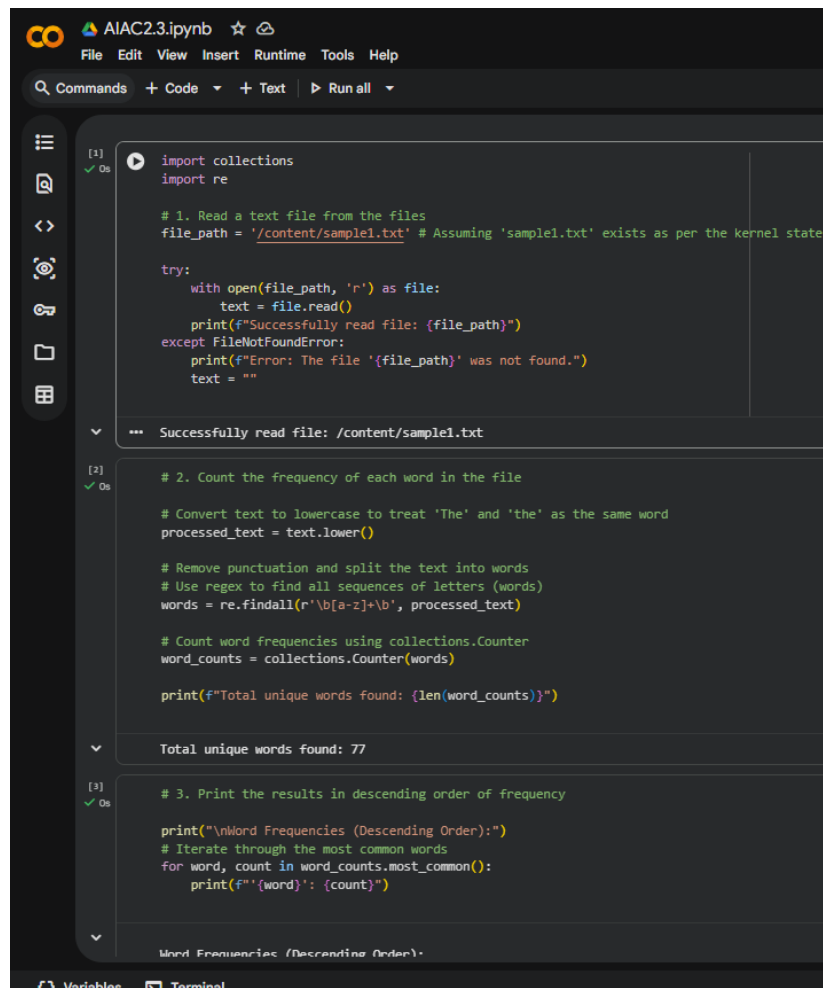 CO
AIAC2.3.ipynb
File Edit View Insert Runtime Tools Help
Commands + Code + Text Run all
[1]
0s
import collections
import re
# 1. Read a text file from the files
file_path = '/content/sample1.txt' # Assuming 'sample1.txt' exists as per the kernel state
try:
    with open(file_path, 'r') as file:
        text = file.read()
    print(f"Successfully read file: {file_path}")
except FileNotFoundError:
    print(f"Error: The file '{file_path}' was not found.")
    text = ""
Successfully read file: /content/sample1.txt
[2]
0s
# 2. Count the frequency of each word in the file
# Convert text to lowercase to treat 'The' and 'the' as the same word
processed_text = text.lower()
# Remove punctuation and split the text into words
# Use regex to find all sequences of letters (words)
words = re.findall(r'\b[a-z]+\b', processed_text)
# Count word frequencies using collections.Counter
word_counts = collections.Counter(words)
print(f"Total unique words found: {len(word_counts)}")
Total unique words found: 77
[3]
0s
# 3. Print the results in descending order of frequency
print("\nWord Frequencies (Descending Order):")
# Iterate through the most common words
for word, count in word_counts.most_common():
    print(f"'{word}': {count}")
Word Frequencies (Descending Order):
{} Variables Terminal